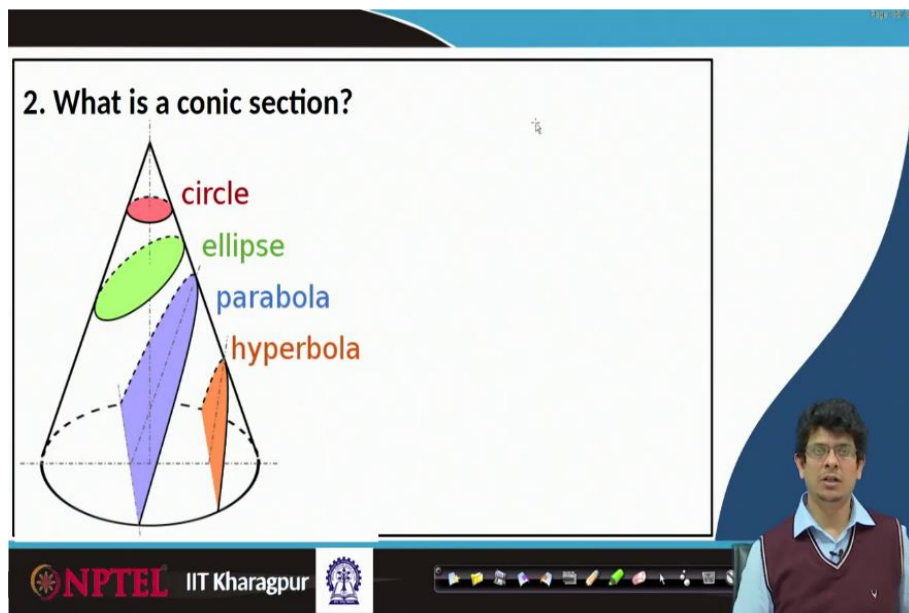 2. What is a conic section?
circle
ellipse
parabola
hyperbola
NPTEL IIT Kharagpur